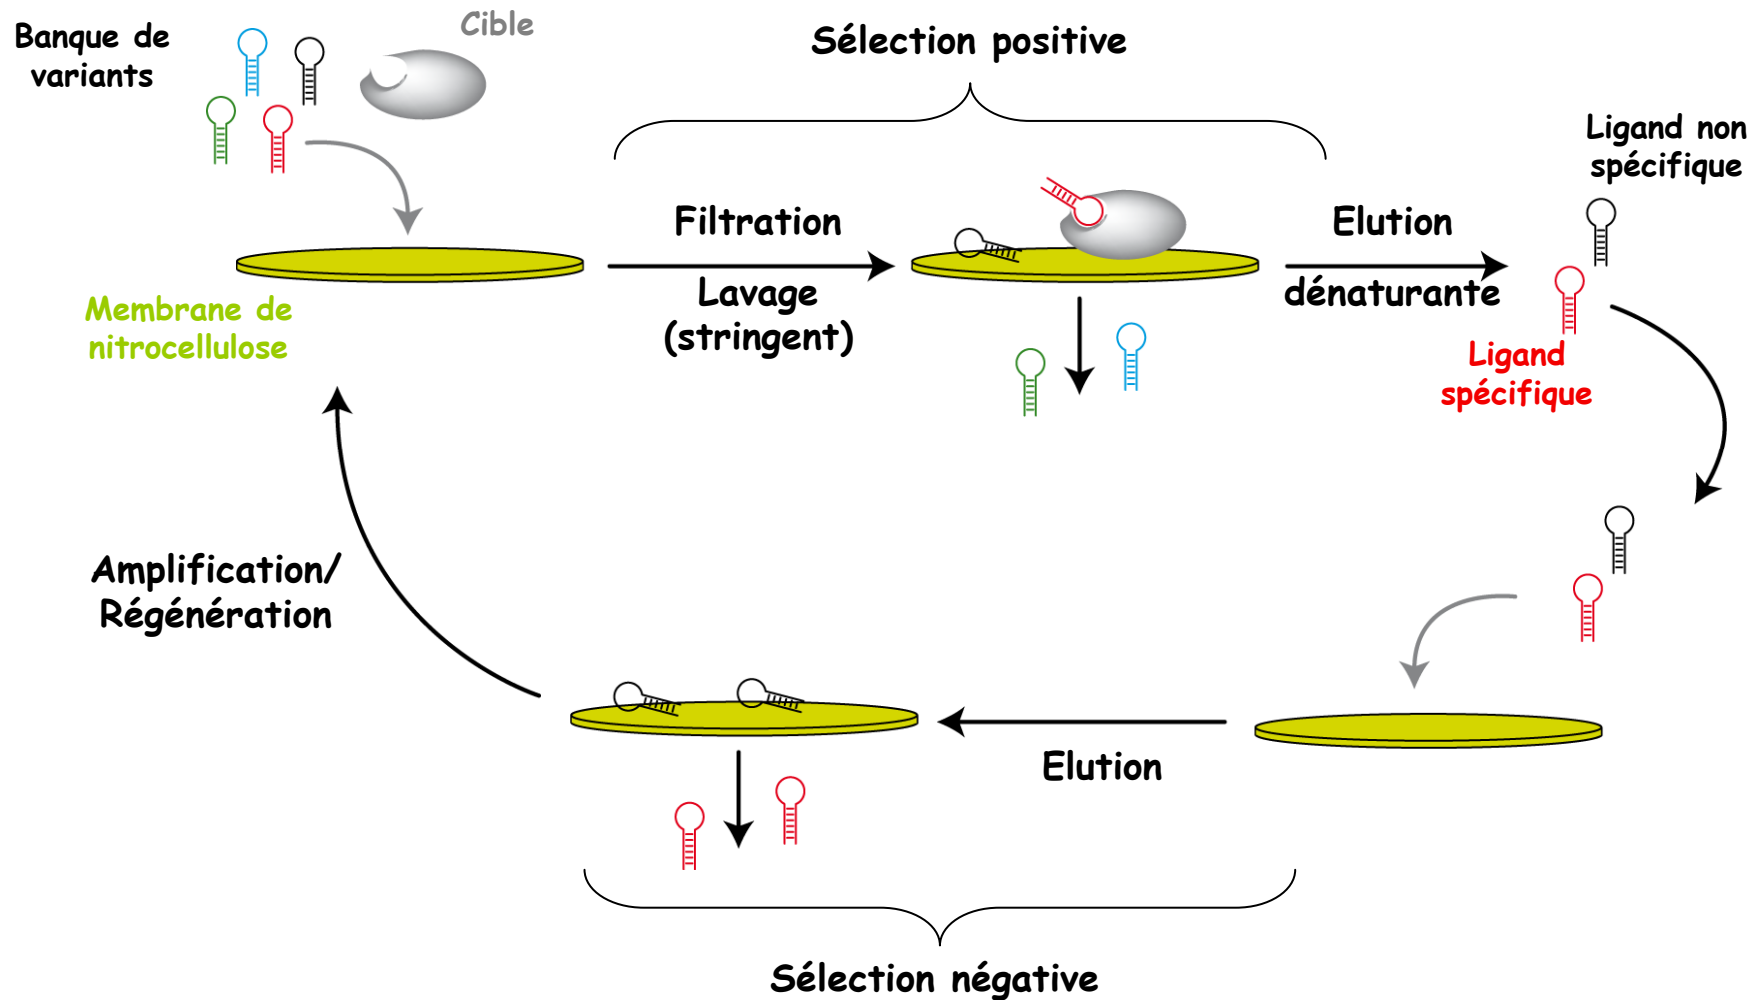 Banque de
variants
Cible
Sélection positive
Ligand non
spécifique
Filtration
Lavage
(stringent)
Elution
dénaturante
Membrane de
nitrocellulose
Ligand
spécifique
Amplification/
Régénération
Elution
Sélection négative